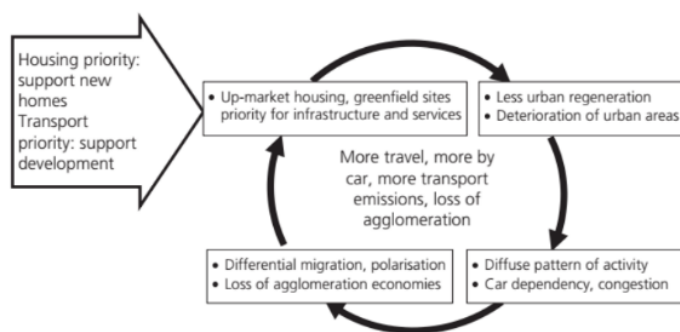 Housing priority:
support new
homes
Transport
priority: support
development
• Up-market housing, greenfield sites
priority for infrastructure and services
• Less urban regeneration
• Deterioration of urban areas
More travel, more by
car, more transport
emissions, loss of
agglomeration
• Differential migration, polarisation
• Loss of agglomeration economies
• Diffuse pattern of activity
• Car dependency, congestion